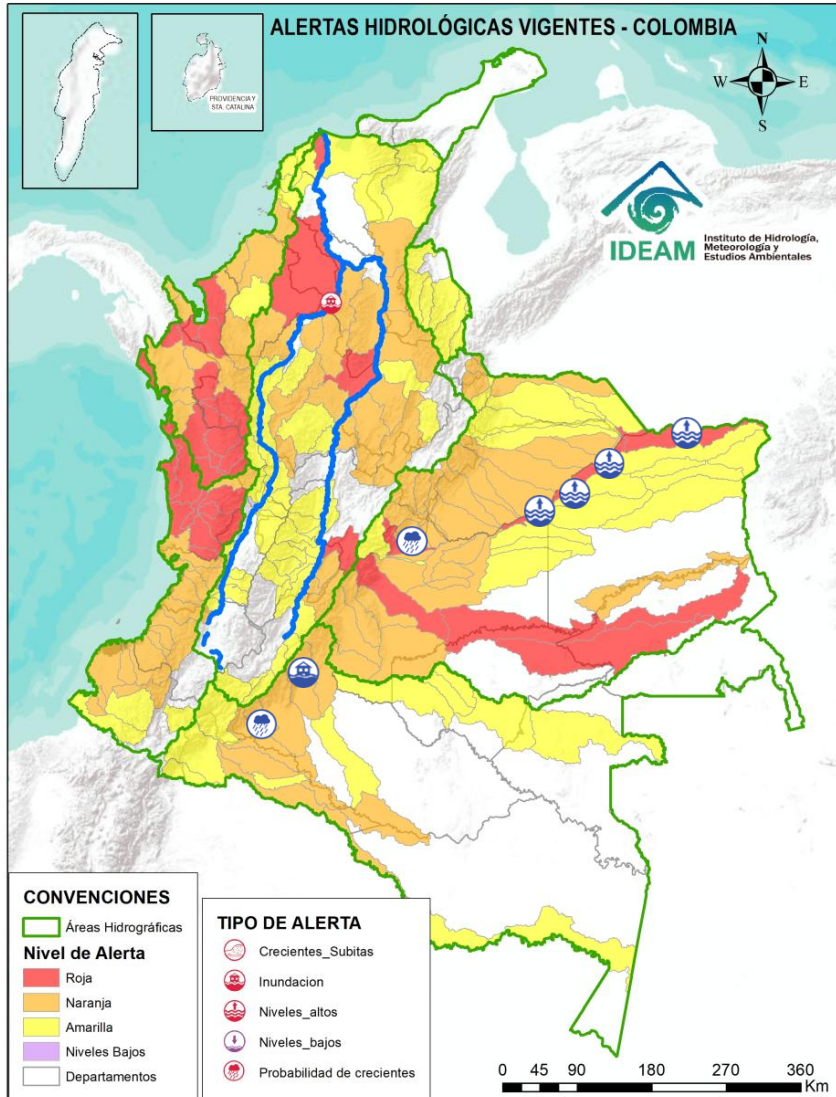 ALERTAS HIDROLÓGICAS VIGENTES - COLOMBIA
PROVIDENCIA Y
STA. CATALINA
N
W
E
S
IDEAM
Instituto de Hidrología,
Meteorología y
Estudios Ambientales
CONVENCIONES
Áreas Hidrográficas
Nivel de Alerta
Roja
Naranja
Amarilla
Niveles Bajos
Departamentos
TIPO DE ALERTA
Crecientes_Subitas
Inundacion
Niveles_altos
Niveles_bajos
Probabilidad de crecientes
0 45 90 180 270 360
Km